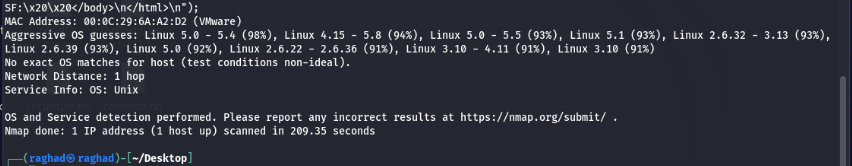 SF:\x20\x20</body>\n</html>\n");
MAC Address: 00:0C:29:6A:A2:D2 (VMware)
Aggressive OS guesses: Linux 5.0 - 5.4 (98%), Linux 4.15 - 5.8 (94%), Linux 5.0 - 5.5 (93%), Linux 5.1 (93%), Linux 2.6.32 - 3.13 (93%),
Linux 2.6.39 (93%), Linux 5.0 (92%), Linux 2.6.22 - 2.6.36 (91%), Linux 3.10 - 4.11 (91%), Linux 3.10 (91%)
No exact OS matches for host (test conditions non-ideal).
Network Distance: 1 hop
Service Info: OS: Unix
OS and Service detection performed. Please report any incorrect results at https://nmap.org/submit/ .
Nmap done: 1 IP address (1 host up) scanned in 209.35 seconds
┌──(raghad㉿raghad)-[~/Desktop]